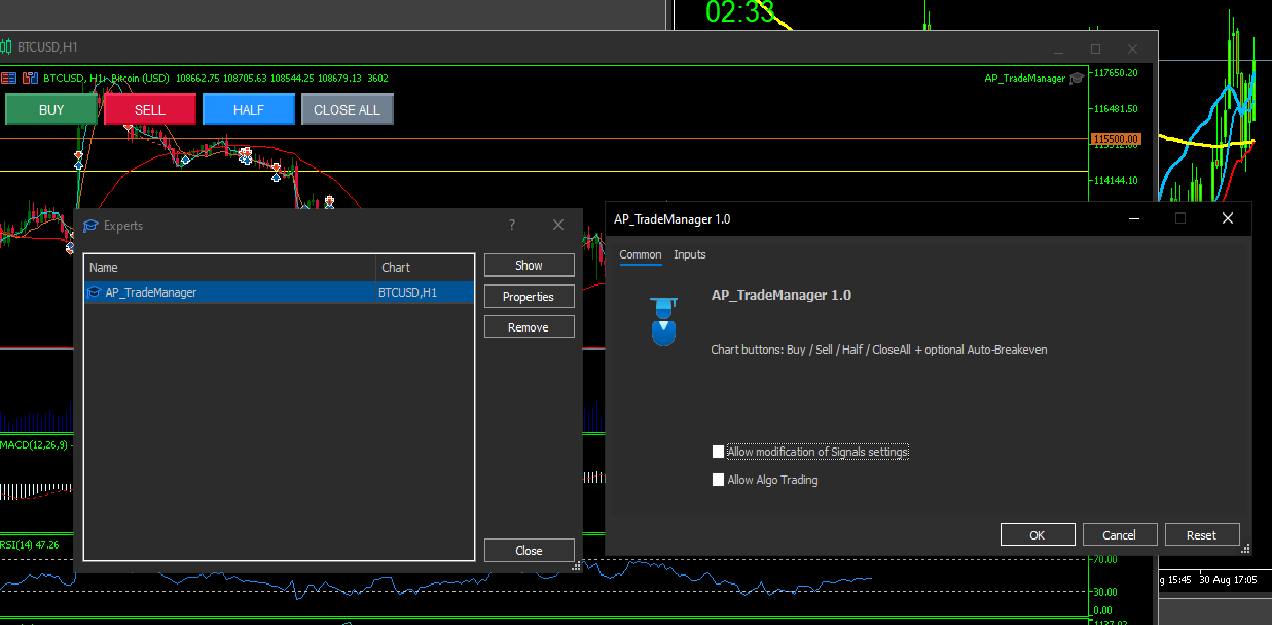 02:33
BTCUSD,H1
BTCUSD, H1: Bitcoin (USD) 108662.75 108705.63 108544.25 108679.13 3602
AP_TradeManager
117650.20
BUY
SELL
HALF
CLOSE ALL
116481.50
115500.00
114144.10
Experts
?
Name
Chart
AP_TradeManager
BTCUSD,H1
Show
Properties
Remove
Close
AP_TradeManager 1.0
Common
Inputs
AP_TradeManager 1.0
Chart buttons: Buy / Sell / Half / CloseAll + optional Auto-Breakeven
Allow modification of Signals settings
Allow Algo Trading
OK
Cancel
Reset
MACD(12,26,9)
RSI(14) 47.26
70.00
30.00
0.00
15:45
30 Aug 17:05